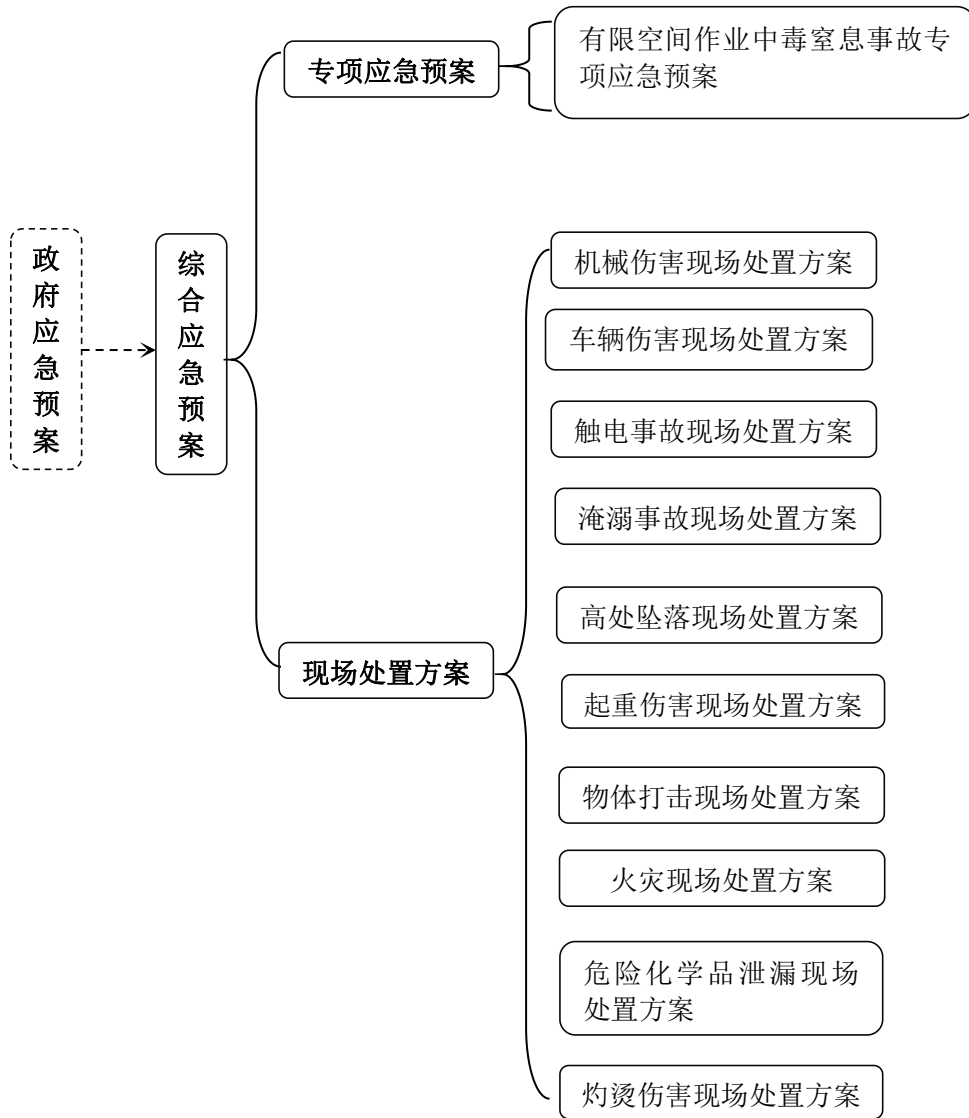 政府应急预案
综合应急预案
专项应急预案
有限空间作业中毒窒息事故专
项应急预案
现场处置方案
机械伤害现场处置方案
车辆伤害现场处置方案
触电事故现场处置方案
淹溺事故现场处置方案
高处坠落现场处置方案
起重伤害现场处置方案
物体打击现场处置方案
火灾现场处置方案
危险化学品泄漏现场
处置方案
灼烫伤害现场处置方案